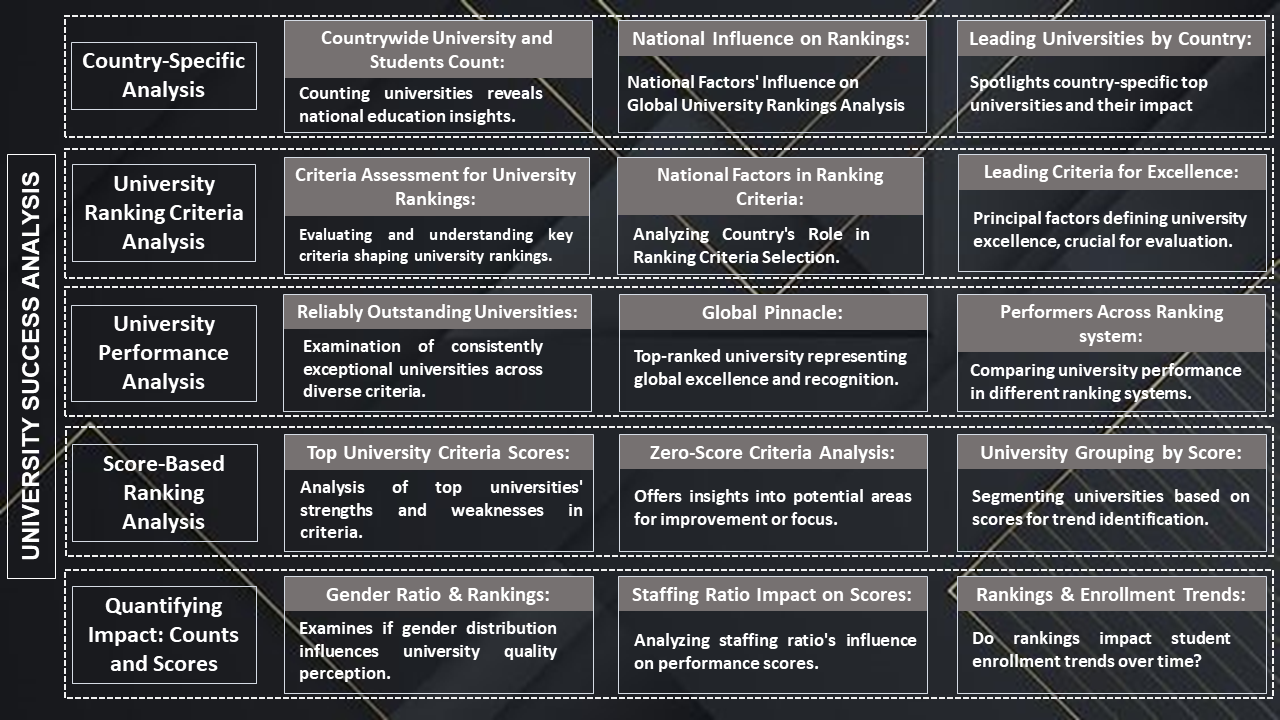 UNIVERSITY SUCCESS ANALYSIS
Country-Specific
Analysis
Countrywide University and
Students Count:
Counting universities reveals
national education insights.
National Influence on Rankings:
National Factors' Influence on
Global University Rankings Analysis
Leading Universities by Country:
Spotlights country-specific top
universities and their impact
University
Ranking Criteria
Analysis
Criteria Assessment for University
Rankings:
Evaluating and understanding key
criteria shaping university rankings.
National Factors in Ranking
Criteria:
Analyzing Country's Role in
Ranking Criteria Selection.
Leading Criteria for Excellence:
Principal factors defining university
excellence, crucial for evaluation.
University
Performance
Analysis
Reliably Outstanding Universities:
Examination of consistently
exceptional universities across
diverse criteria.
Global Pinnacle:
Top-ranked university representing
global excellence and recognition.
Performers Across Ranking
system:
Comparing university performance
in different ranking systems.
Score-Based
Ranking
Analysis
Top University Criteria Scores:
Analysis of top universities'
strengths and weaknesses in
criteria.
Zero-Score Criteria Analysis:
Offers insights into potential areas
for improvement or focus.
University Grouping by Score:
Segmenting universities based on
scores for trend identification.
Quantifying
Impact: Counts
and Scores
Gender Ratio & Rankings:
Examines if gender distribution
influences university quality
perception.
Staffing Ratio Impact on Scores:
Analyzing staffing ratio's influence
on performance scores.
Rankings & Enrollment Trends:
Do rankings impact student
enrollment trends over time?